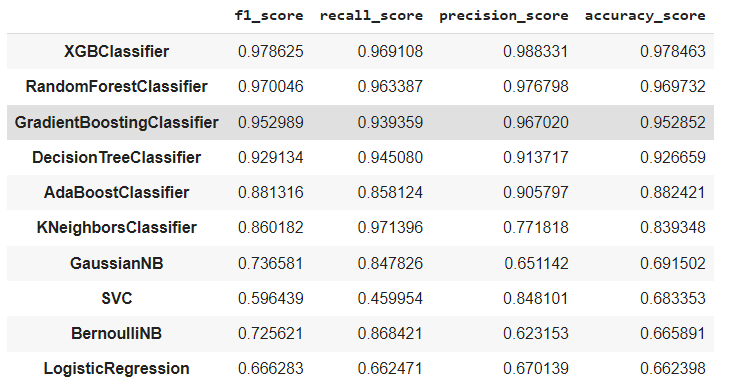 f1_score recall_score precision_score accuracy_score
XGBClassifier 0.978625 0.969108 0.988331 0.978463
RandomForestClassifier 0.970046 0.963387 0.976798 0.969732
GradientBoostingClassifier 0.952989 0.939359 0.967020 0.952852
DecisionTreeClassifier 0.929134 0.945080 0.913717 0.926659
AdaBoostClassifier 0.881316 0.858124 0.905797 0.882421
KNeighborsClassifier 0.860182 0.971396 0.771818 0.839348
GaussianNB 0.736581 0.847826 0.651142 0.691502
SVC 0.596439 0.459954 0.848101 0.683353
BernoulliNB 0.725621 0.868421 0.623153 0.665891
LogisticRegression 0.666283 0.662471 0.670139 0.662398